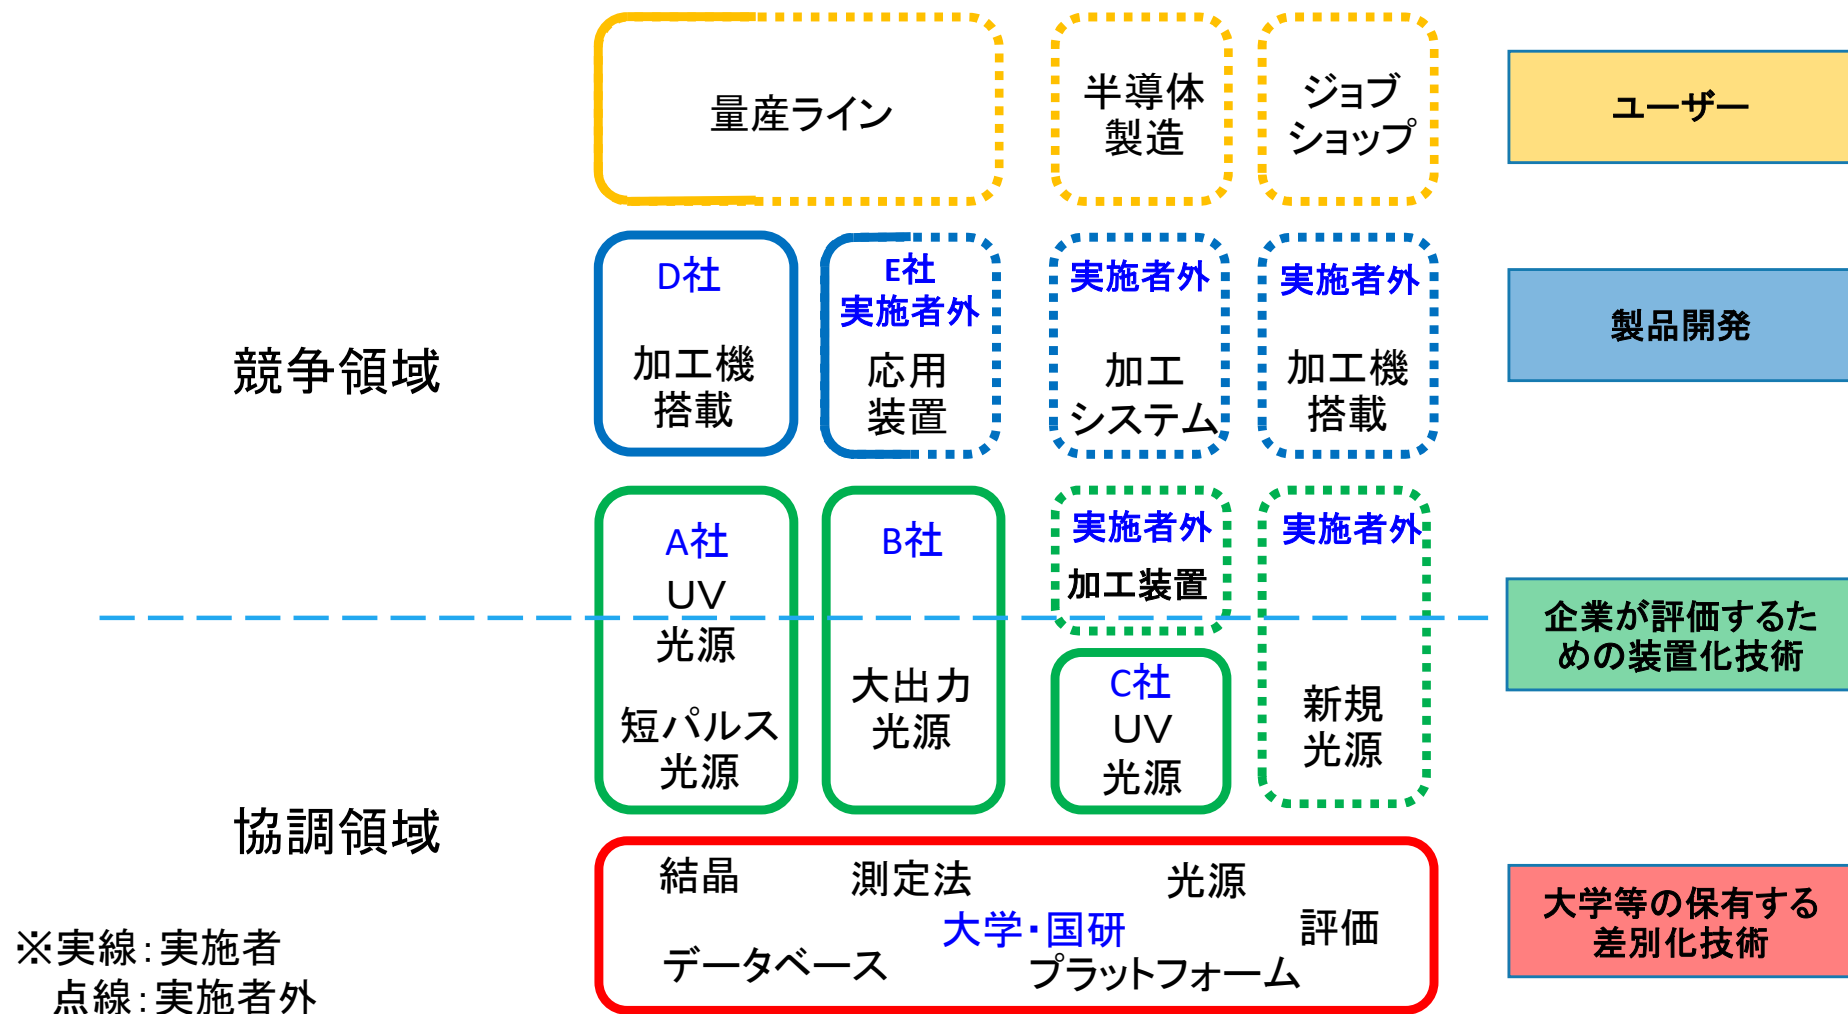 量産ライン
半導体
製造
ジョブ
ショップ
ユーザー
D社
加工機
搭載
E社
実施者外
応用
装置
実施者外
加工
システム
実施者外
加工機
搭載
製品開発
競争領域
A社
UV
光源
短パルス
光源
B社
大出力
光源
実施者外
加工装置
C社
UV
光源
実施者外
新規
光源
企業が評価するた
めの装置化技術
協調領域
結晶
測定法
光源
大学・国研
評価
データベース
プラットフォーム
大学等の保有する
差別化技術
※実線：実施者
点線：実施者外